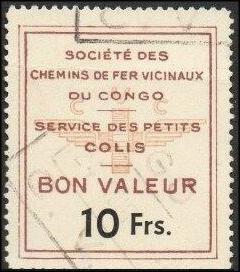 SOCIÉTÉ DES
CHEMINS DE FER VICINAUX
DU CONGO
SERVICE DES PETITS
COLIS
BON VALEUR
10 Frs.